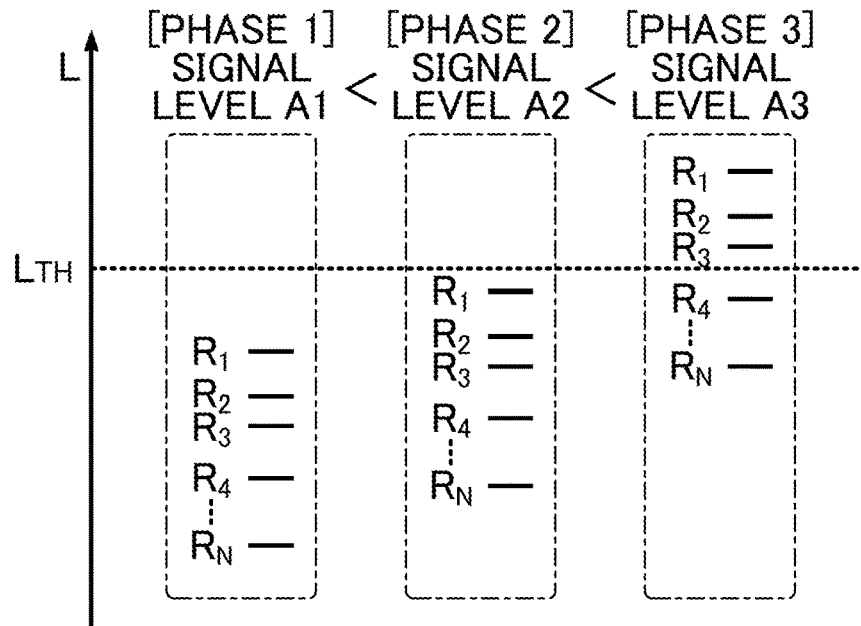 [PHASE 1] [PHASE 2] [PHASE 3]
L SIGNAL SIGNAL SIGNAL
LEVEL A1 < LEVEL A2 < LEVEL A3
R1
R2
R3
LTH
R1
R4
R2
R1
R3
RN
R2
R4
R3
R4
RN
RN